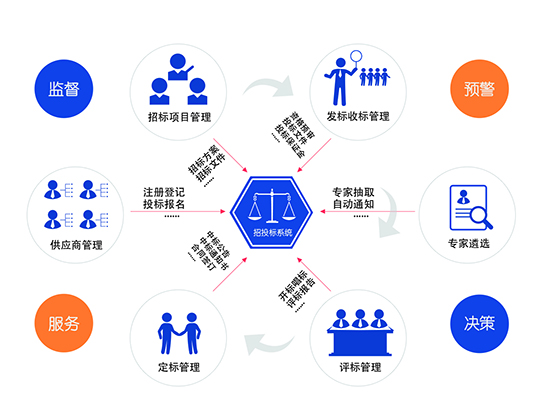 监督
招标项目管理
发标收标管理
预警
招标方案
招标文件
……
资格预审
投标文件
投标保证金
……
供应商管理
注册登记
投标报名
……
招投标系统
专家抽取
自动通知
……
专家遴选
中标公告
中标通知书
合同签订
……
开标唱标
评标报告
……
服务
定标管理
评标管理
决策